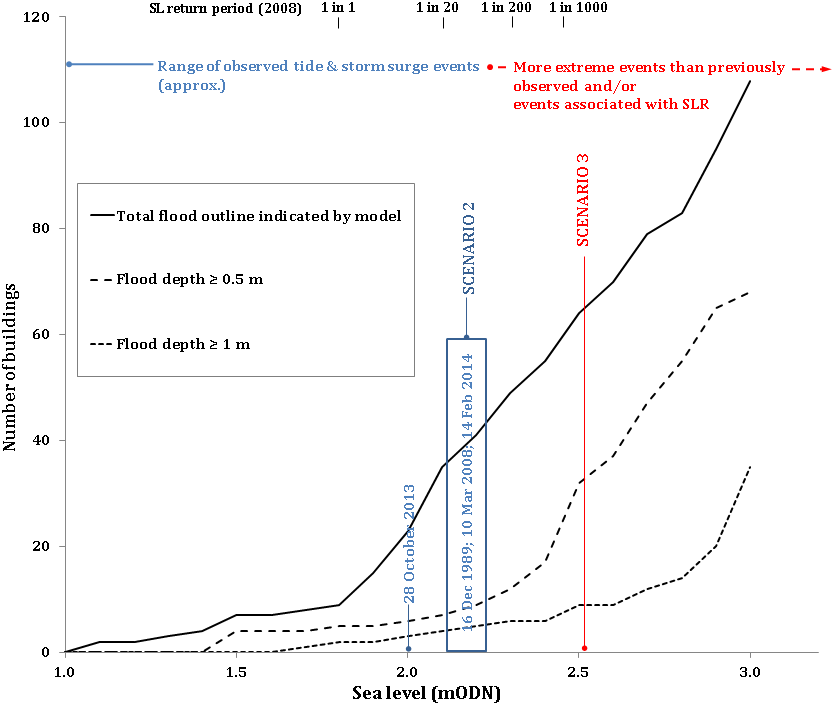 SL return period (2008)
1 in 1
1 in 20
1 in 200
1 in 1000
120
100
80
60
40
20
0
Number of buildings
Range of observed tide & storm surge events
(approx.)
More extreme events than previously
observed and/or
events associated with SLR
Total flood outline indicated by model
Flood depth ≥ 0.5 m
Flood depth ≥ 1 m
28 October 2013
SCENARIO 2
16 Dec 1989; 10 Mar 2008; 14 Feb 2014
SCENARIO 3
1.0
1.5
2.0
2.5
3.0
Sea level (mODN)